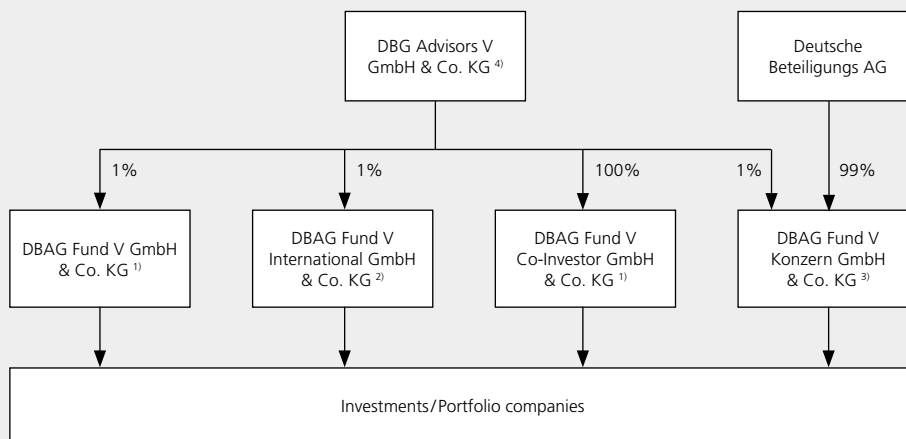 DBG Advisors V
GmbH & Co. KG 4)
Deutsche
Beteiligungs AG
1%
1%
100%
1%
99%
DBAG Fund V GmbH
& Co. KG 1)
DBAG Fund V
International GmbH
& Co. KG 2)
DBAG Fund V
Co-Investor GmbH
& Co. KG 1)
DBAG Fund V
Konzern GmbH
& Co. KG 3)
Investments/Portfolio companies